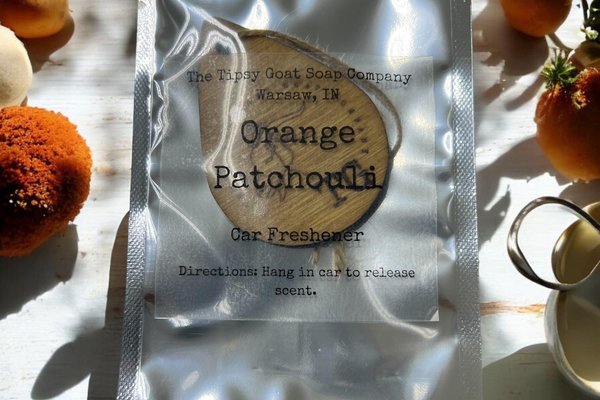 The Tipsy Goat Soap Company
Warsaw, IN
Orange
Patchouli
Car Freshener
Directions: Hang in car to release
scent.